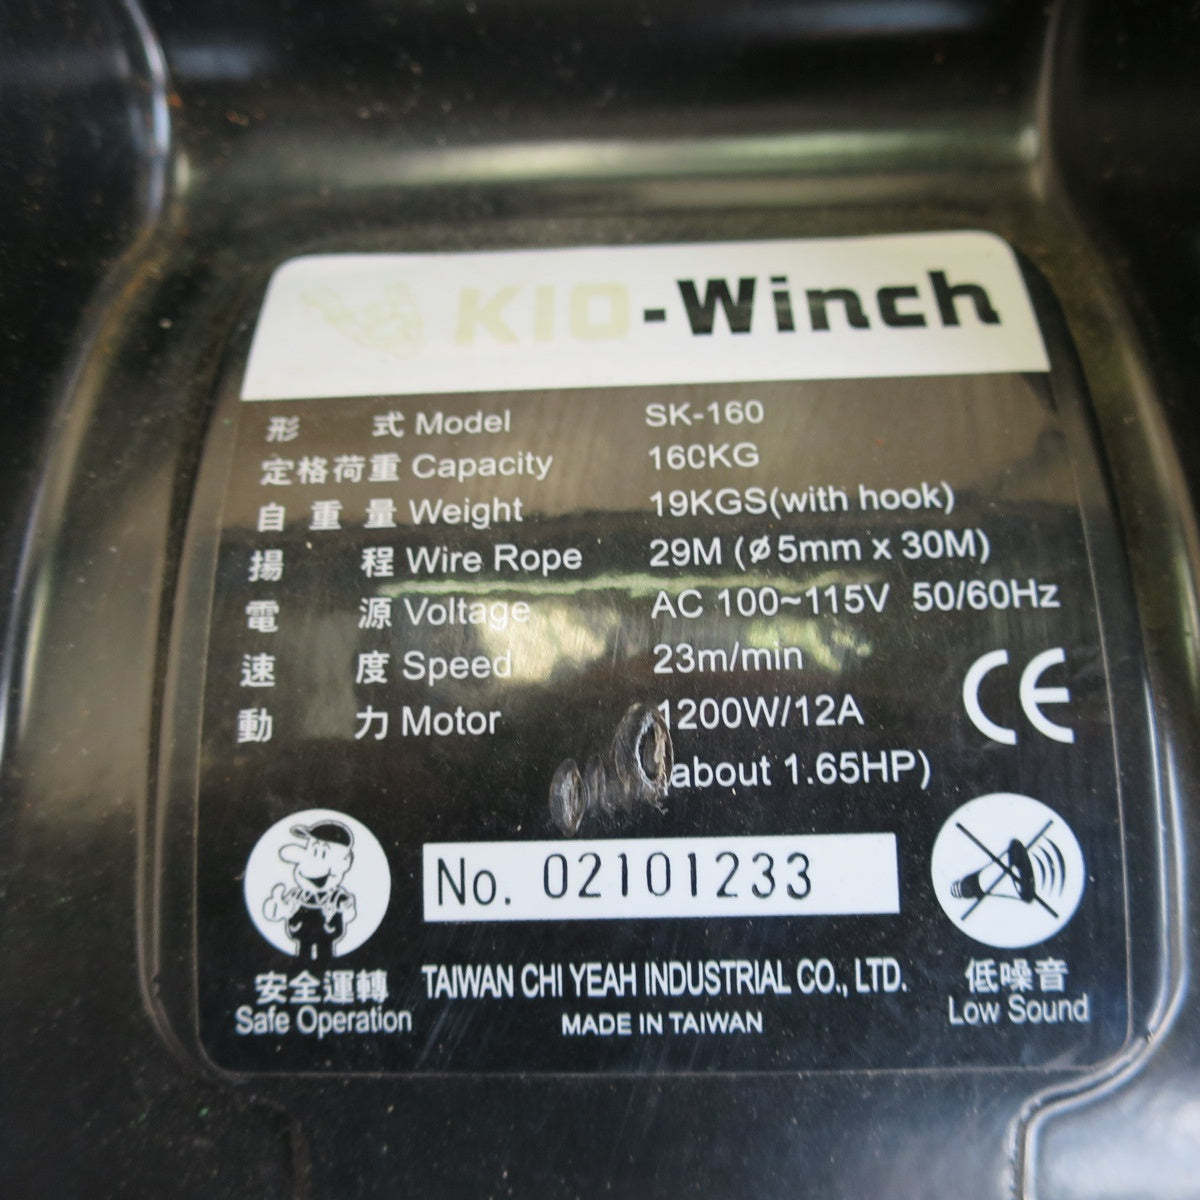 KIO-Winch
形 式 Model SK-160
定格荷重 Capacity 160KG
自重量 Weight 19KGS(with hook)
揚 程 Wire Rope 29M (φ5mm x 30M)
電 源 Voltage AC 100~115V 50/60Hz
速 度 Speed 23m/min
動 力 Motor 1200W/12A
(about 1.65HP)
CE
No. 02101233
安全運轉
Safe Operation
TAIWAN CHI YEAH INDUSTRIAL CO., LTD.
MADE IN TAIWAN
低噪音
Low Sound